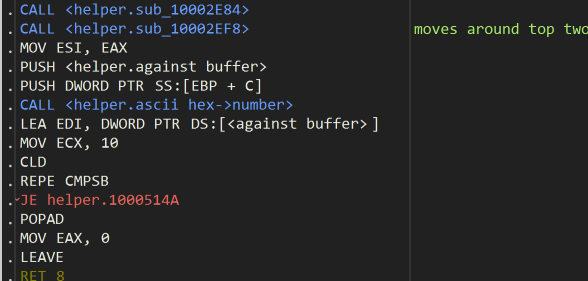 CALL <helper.sub_10002E84>
CALL <helper.sub_10002EF8> moves around top two
MOV ESI, EAX
PUSH <helper.against buffer>
PUSH DWORD PTR SS:[EBP + C]
CALL <helper.ascii hex->number>
LEA EDI, DWORD PTR DS:[<against buffer>]
MOV ECX, 10
CLD
REPE CMPSB
JE helper.1000514A
POPAD
MOV EAX, 0
LEAVE
RET 8